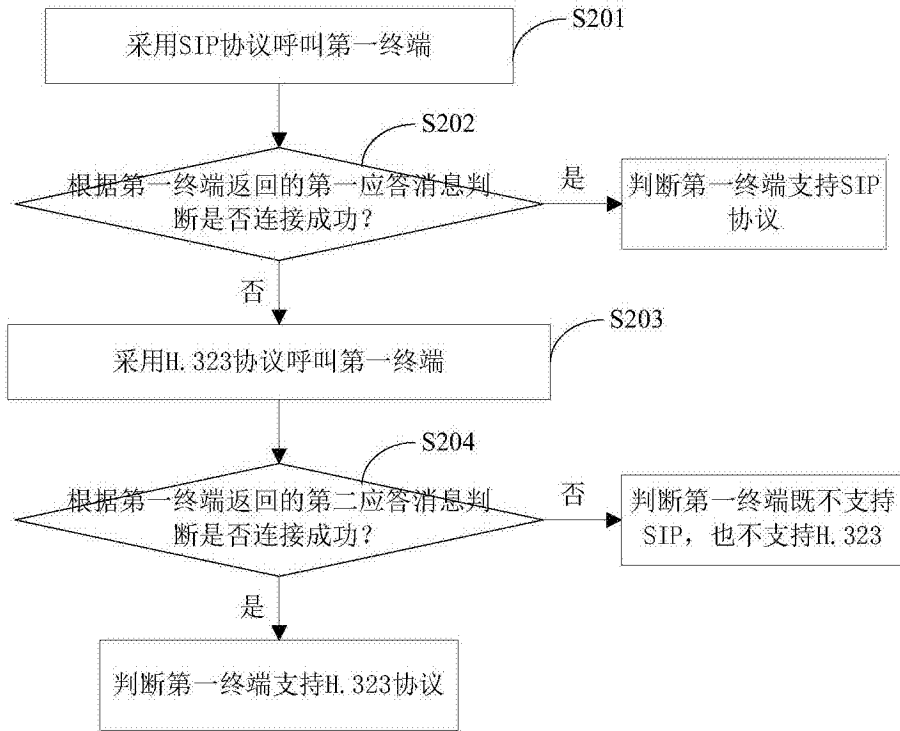 S201
采用SIP协议呼叫第一终端
S202
根据第一终端返回的第一应答消息判
断是否连接成功?
是
判断第一终端支持SIP
协议
否
S203
采用H.323协议呼叫第一终端
S204
根据第一终端返回的第二应答消息判
断是否连接成功?
否
判断第一终端既不支持
SIP，也不支持H.323
是
判断第一终端支持H.323协议